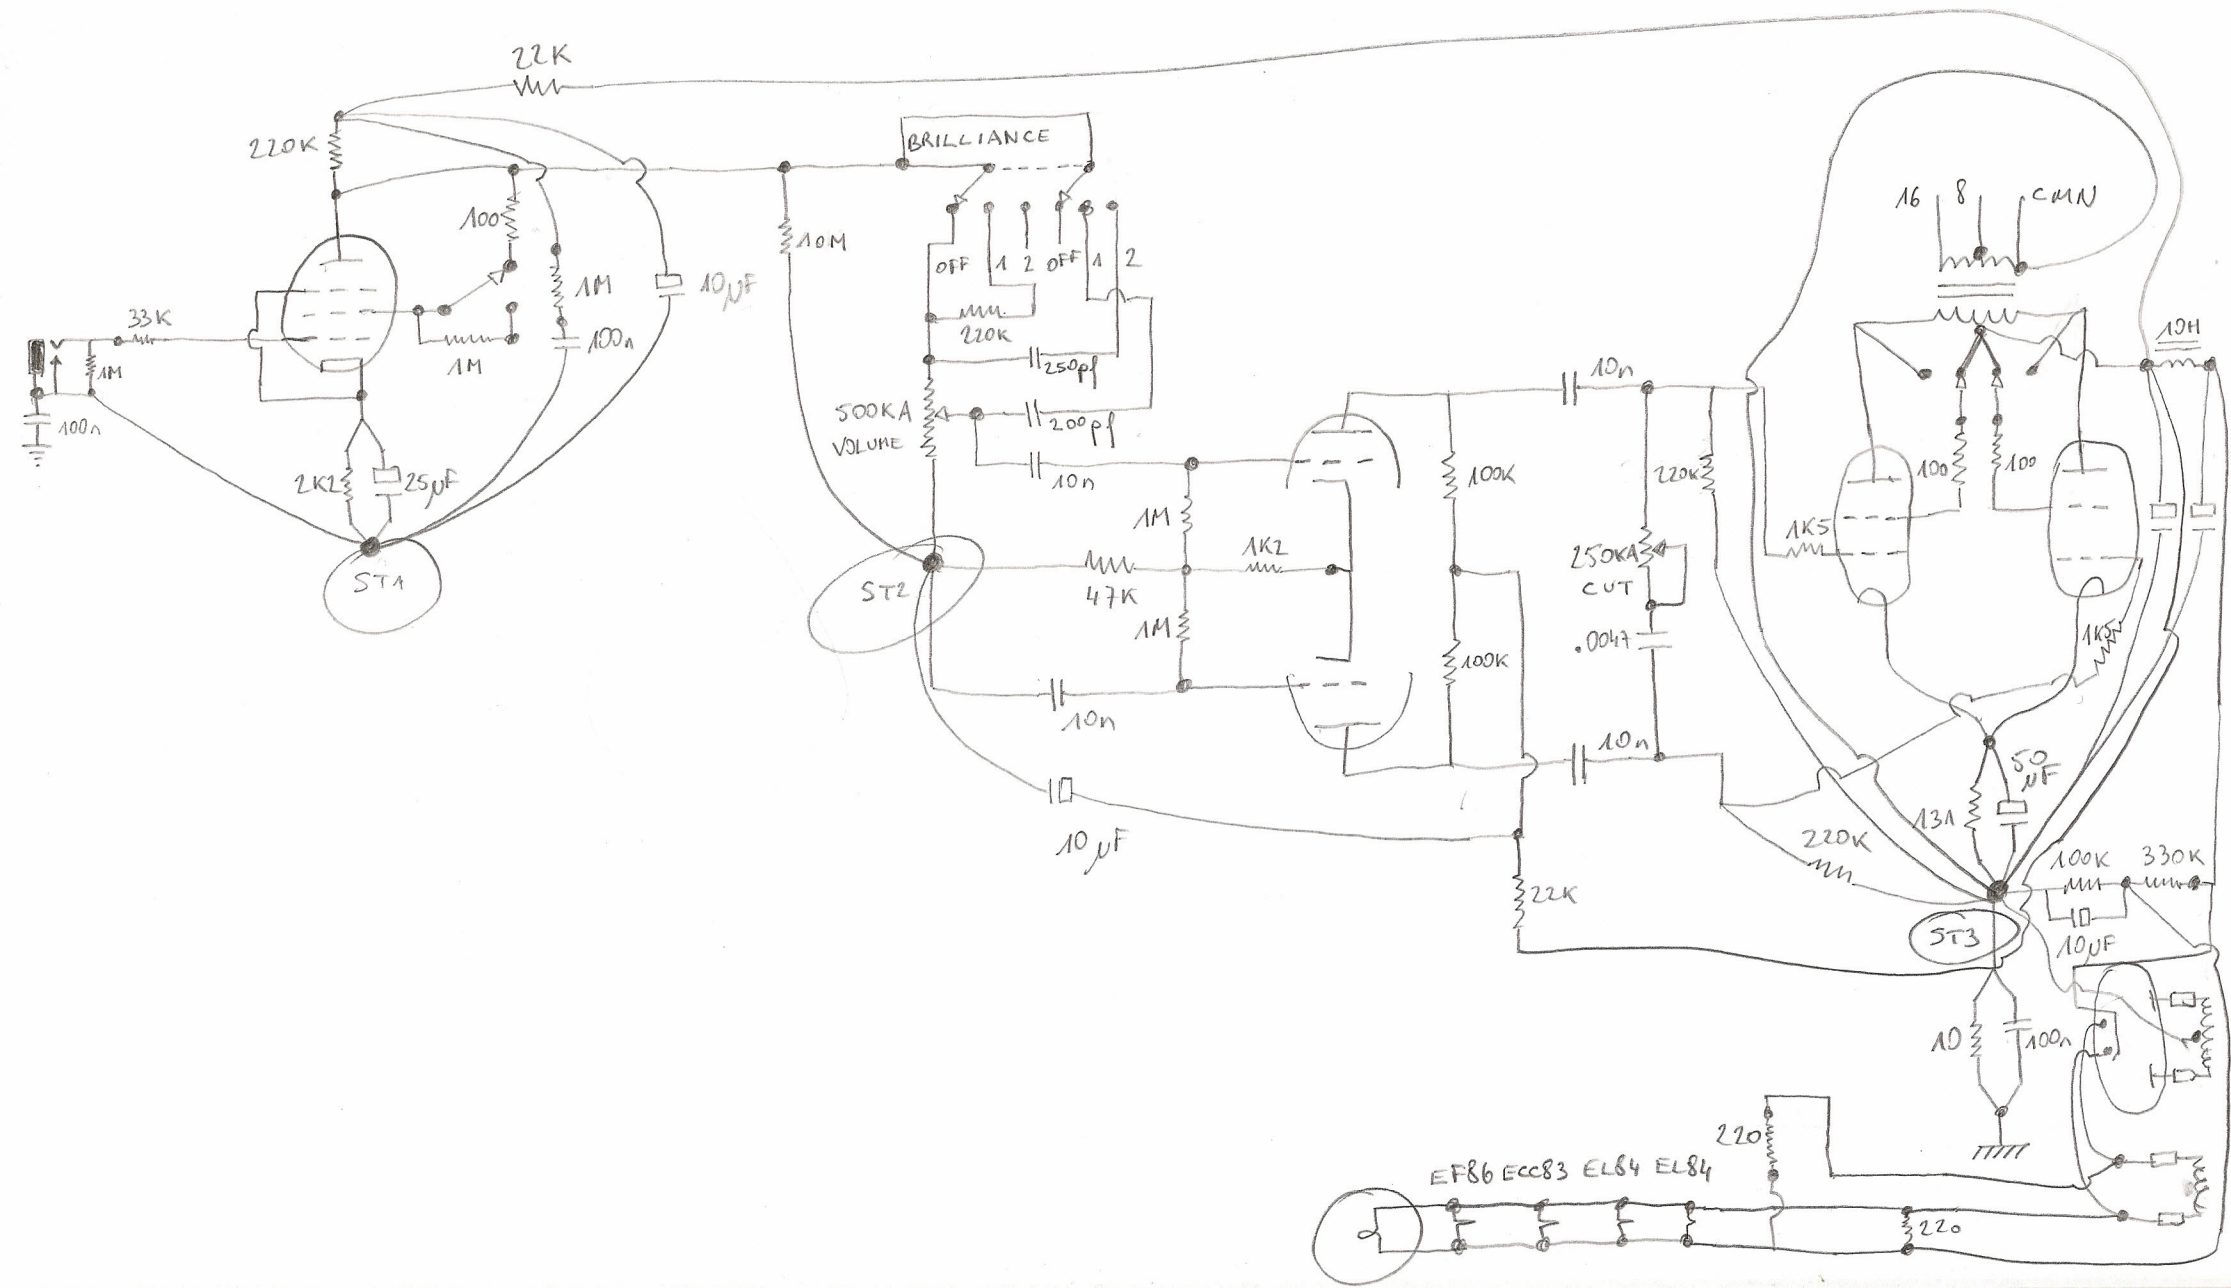 22K
220K
BRILLIANCE
16 8 CMN
100
10M
OFF 1 2 OFF 1 2
1M
10µF
33K
220K
10H
100n
1M
1M
250pf
10n
500KA
VOLUME
200pf
100n
2K2
25µF
10n
100K
220K
100
100
1M
1K5
ST1
ST2
47K
1K2
250KA
CUT
1M
.0047
100K
1K5
10n
10n
50
µF
131
10µF
220K
100K
330K
22K
ST3
10µF
10
100n
220
EF86 ECC83 EL84 EL84
220